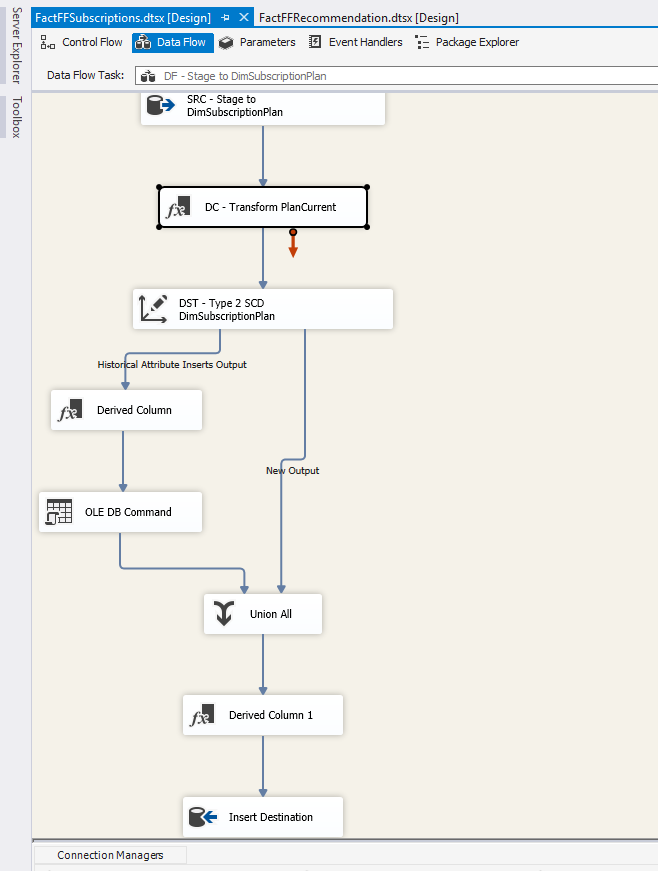 Server Explorer
Toolbox
FactFFSubscriptions.dtsx [Design]
FactFFRecommendation.dtsx [Design]
Control Flow
Data Flow
Parameters
Event Handlers
Package Explorer
Data Flow Task:
DF - Stage to DimSubscriptionPlan
SRC - Stage to
DimSubscriptionPlan
DC - Transform PlanCurrent
DST - Type 2 SCD
DimSubscriptionPlan
Historical Attribute Inserts Output
Derived Column
New Output
OLE DB Command
Union All
Derived Column 1
Insert Destination
Connection Managers